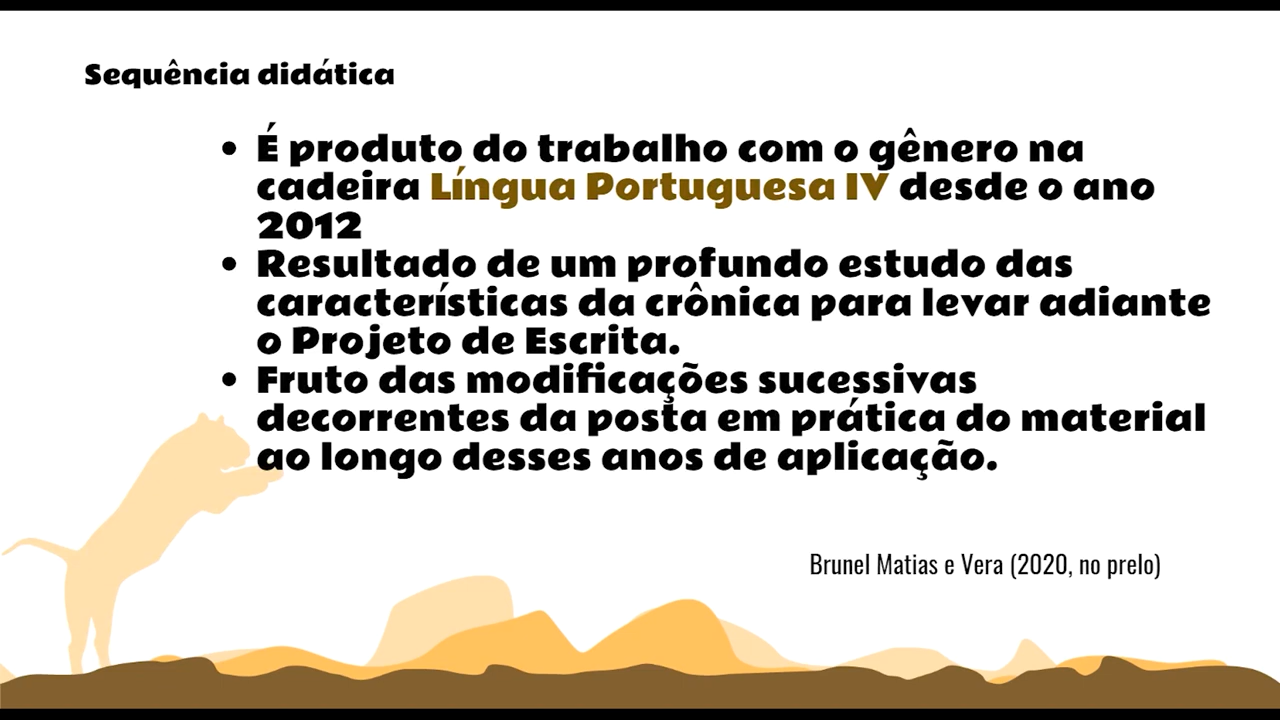 Sequência didática
• É produto do trabalho com o gênero na
cadeira Língua Portuguesa IV desde o ano
2012
• Resultado de um profundo estudo das
características da crônica para levar adiante
o Projeto de Escrita.
• Fruto das modificações sucessivas
decorrentes da posta em prática do material
ao longo desses anos de aplicação.
Brunel Matias e Vera (2020, no prelo)